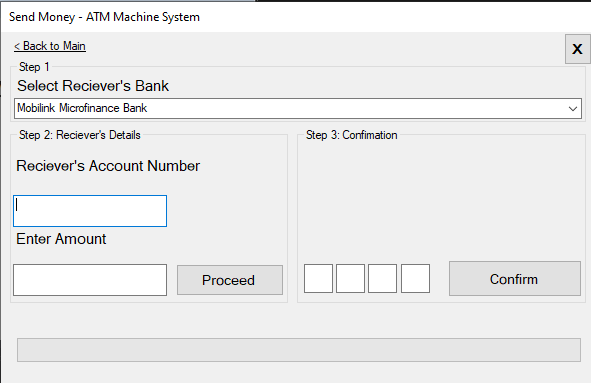 Send Money - ATM Machine System
< Back to Main
X
Step 1
Select Reciever's Bank
Mobilink Microfinance Bank
Step 2: Reciever's Details
Reciever's Account Number
Enter Amount
Proceed
Step 3: Confimation
Confirm